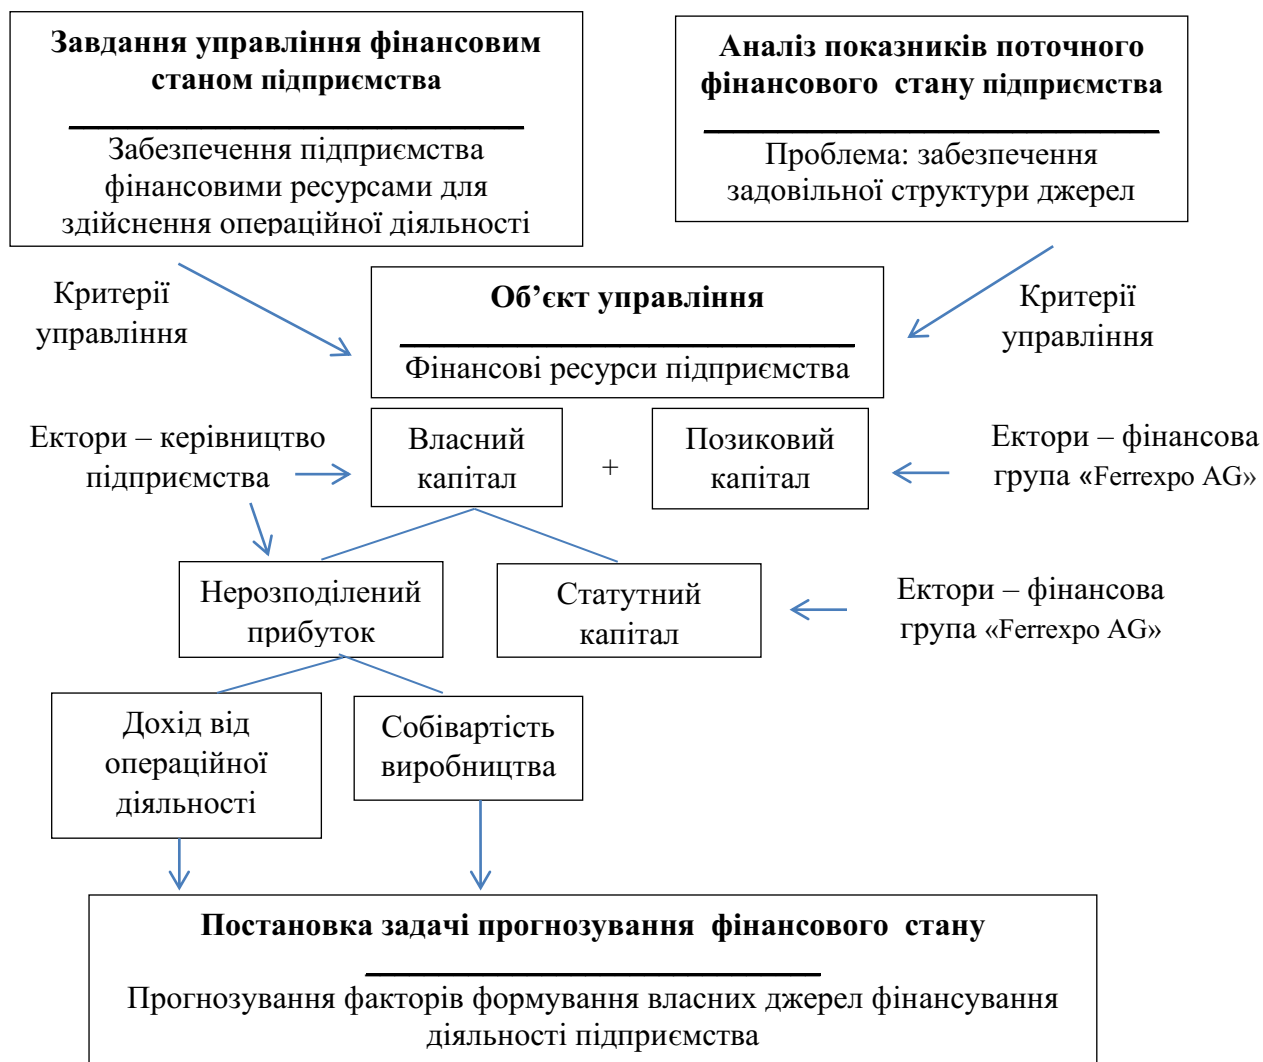 Завдання управління фінансовим
станом підприємства
Забезпечення підприємства
фінансовими ресурсами для
здійснення операційної діяльності
Аналіз показників поточного
фінансового стану підприємства
Проблема: забезпечення
задовільної структури джерел
Критерії
управління
Об’єкт управління
Фінансові ресурси підприємства
Критерії
управління
Ектори – керівництво
підприємства
Власний
капітал
+
Позиковий
капітал
Ектори – фінансова
група «Ferrexpo AG»
Нерозподілений
прибуток
Статутний
капітал
Ектори – фінансова
група «Ferrexpo AG»
Дохід від
операційної
діяльності
Собівартість
виробництва
Постановка задачі прогнозування фінансового стану
Прогнозування факторів формування власних джерел фінансування
діяльності підприємства